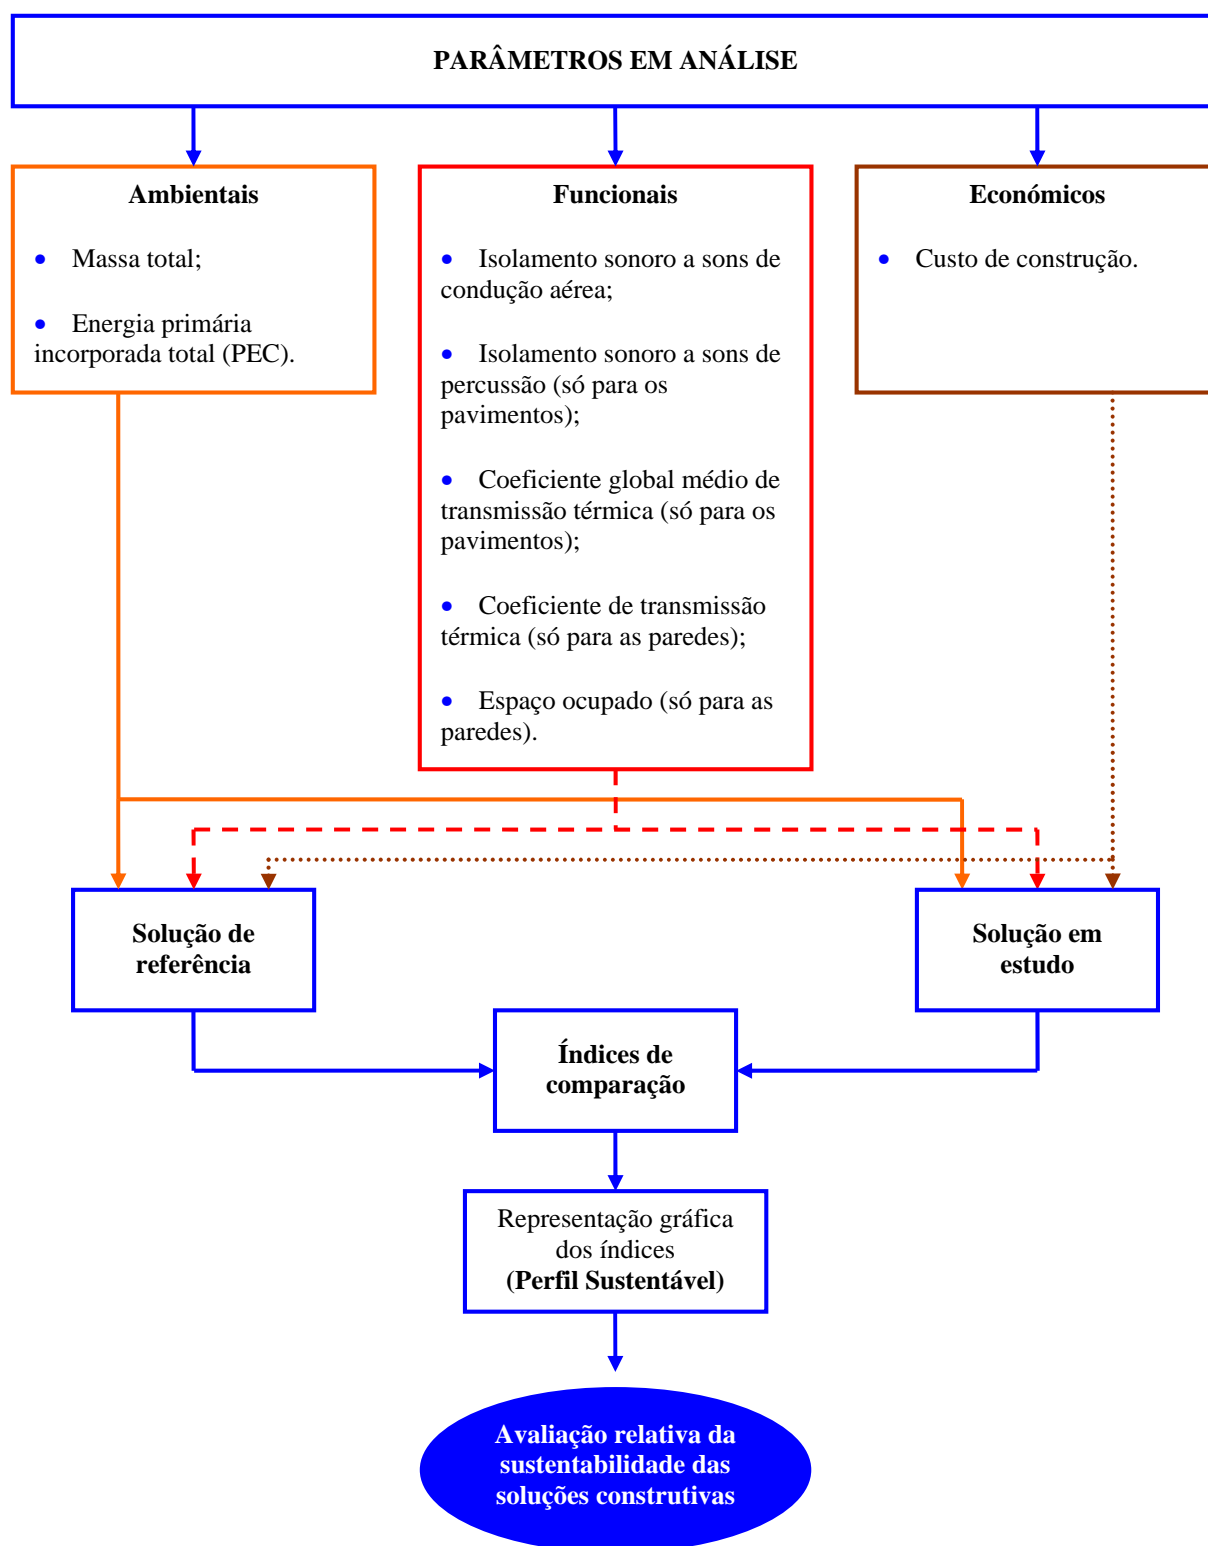 PARÂMETROS EM ANÁLISE
Ambientais
• Massa total;
• Energia primária
incorporada total (PEC).
Funcionais
• Isolamento sonoro a sons de
condução aérea;
• Isolamento sonoro a sons de
percussão (só para os
pavimentos);
• Coeficiente global médio de
transmissão térmica (só para os
pavimentos);
• Coeficiente de transmissão
térmica (só para as paredes);
• Espaço ocupado (só para as
paredes).
Económicos
• Custo de construção.
Solução de
referência
Solução em
estudo
Índices de
comparação
Representação gráfica
dos índices
(Perfil Sustentável)
Avaliação relativa da
sustentabilidade das
soluções construtivas